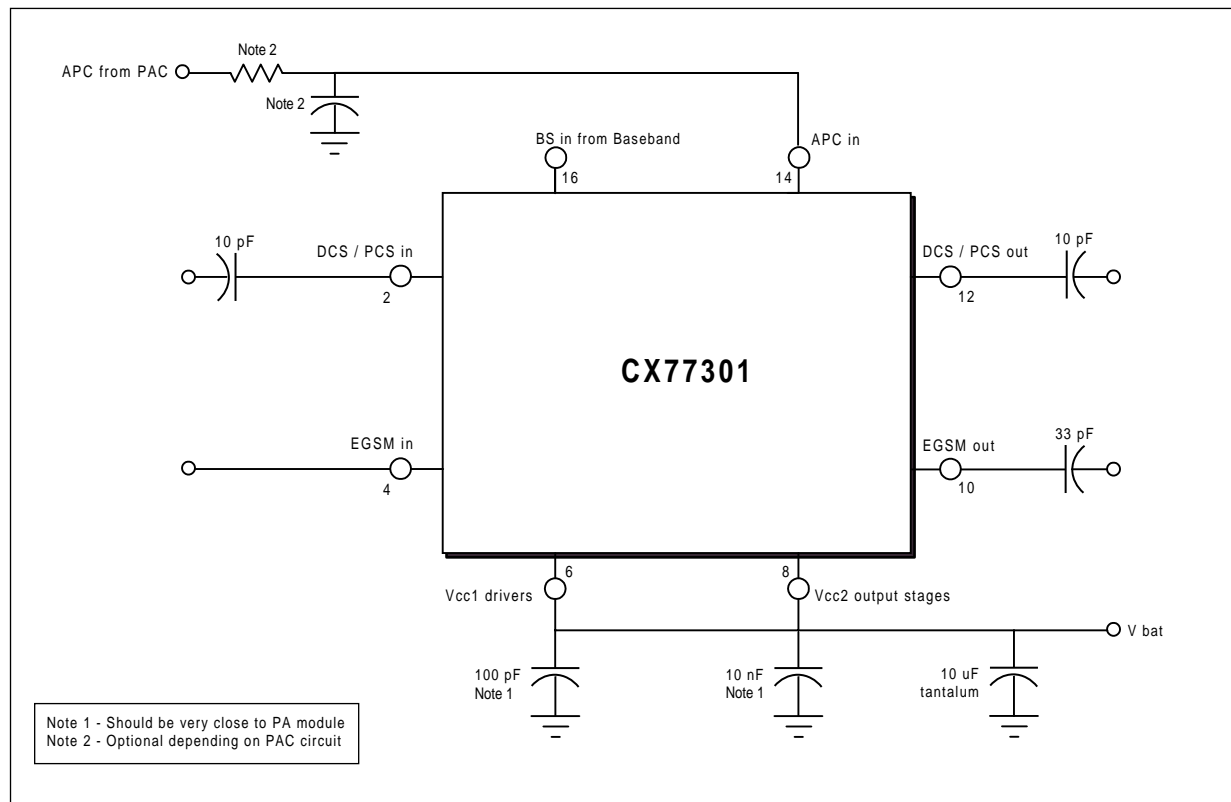 Note 2
APC from PAC
Note 2
BS in from Baseband
APC in
16
14
10 pF
DCS / PCS in
DCS / PCS out
10 pF
2
12
CX77301
EGSM in
EGSM out
33 pF
4
10
6
8
Vcc1 drivers
Vcc2 output stages
V bat
100 pF
Note 1
10 nF
Note 1
10 uF
tantalum
Note 1 - Should be very close to PA module
Note 2 - Optional depending on PAC circuit